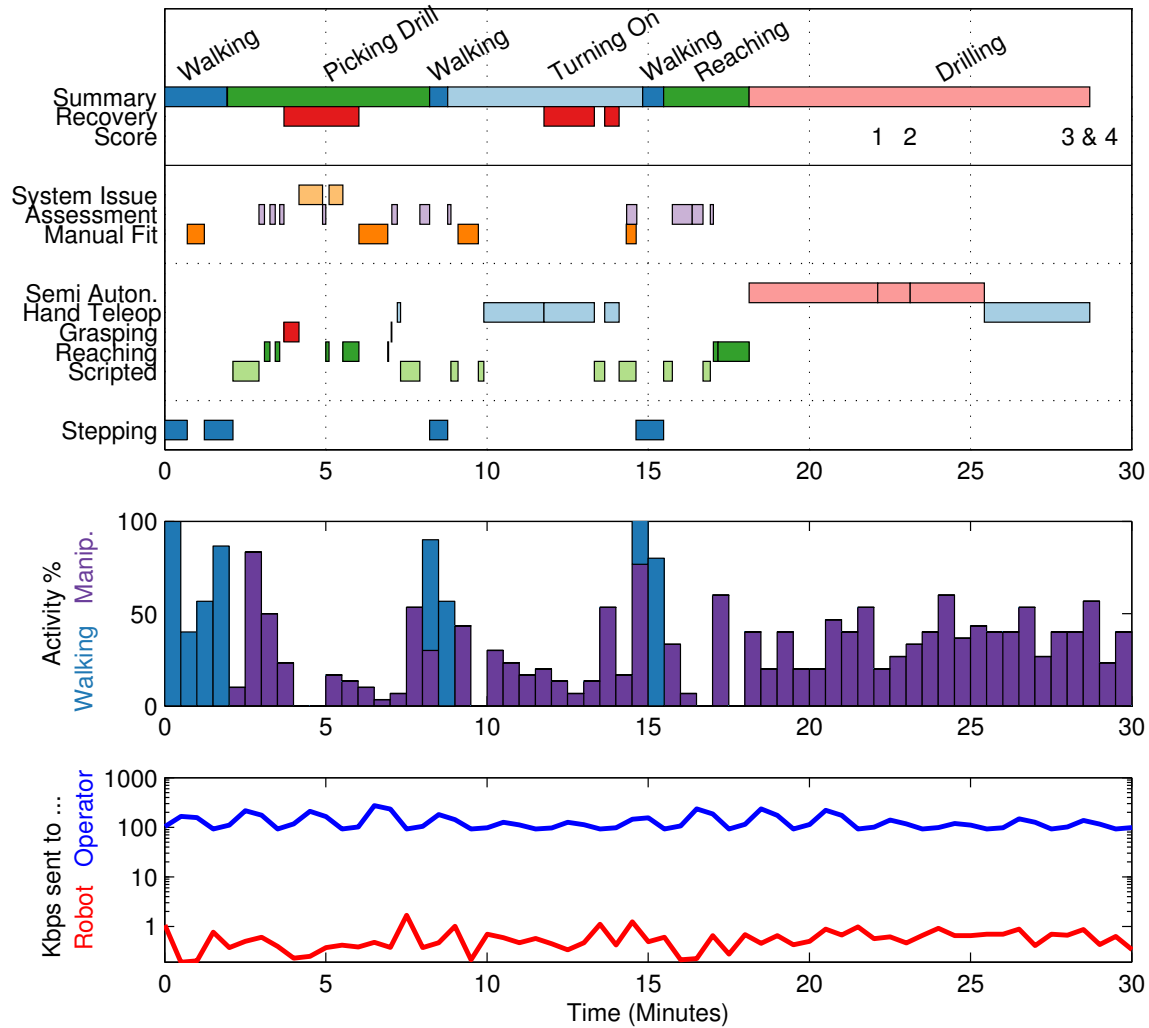 Walking Picking Drill Walking Turning On Walking Reaching Drilling
Summary
Recovery
Score 1 2 3 & 4
System Issue
Assessment
Manual Fit
Semi Auton.
Hand Teleop
Grasping
Reaching
Scripted
Stepping
0 5 10 15 20 25 30
Activity %
Walking Manip.
100
50
0
0 5 10 15 20 25 30
Kbps sent to ...
Robot Operator
1000
100
10
1
0 5 10 15 20 25 30
Time (Minutes)